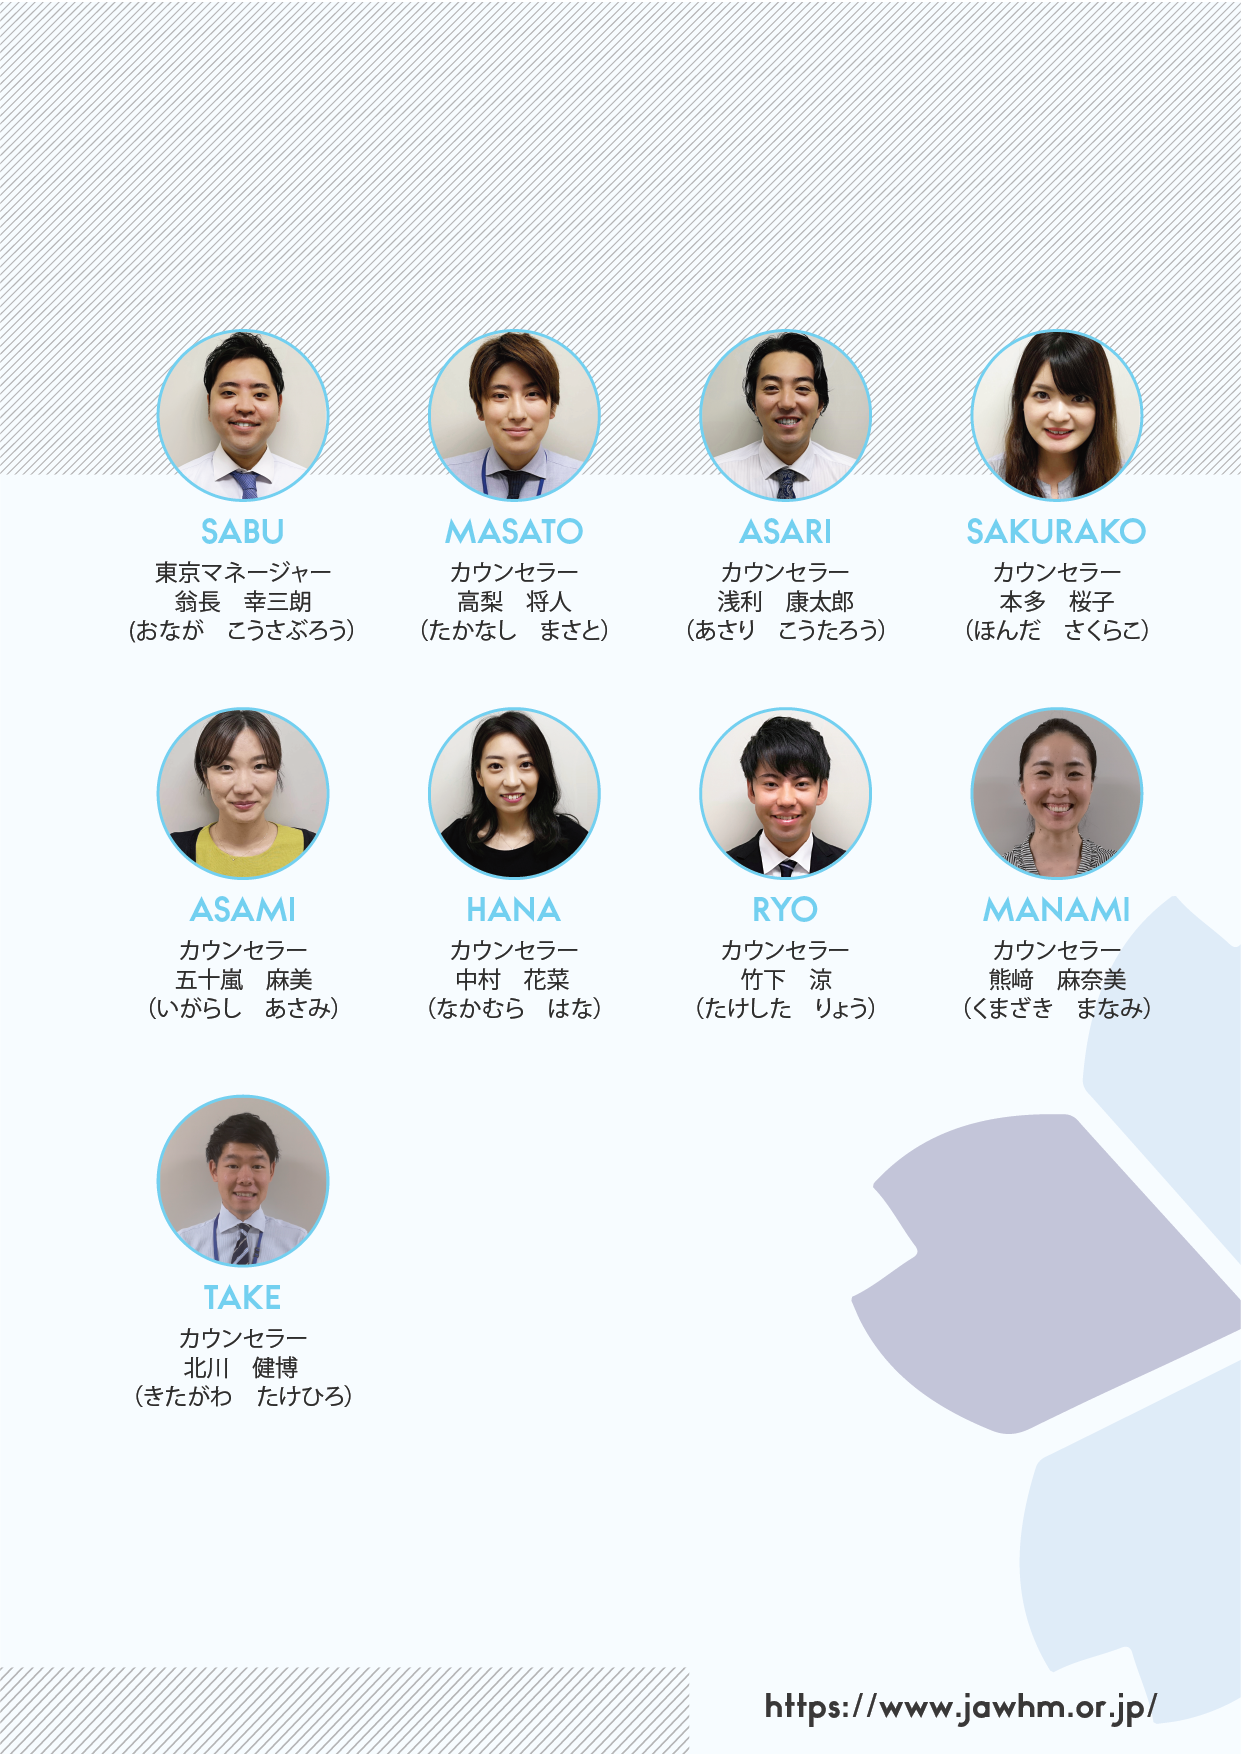 SABU
東京マネージャー
翁長　幸三朗
(おなが　こうさぶろう)
MASATO
カウンセラー
高梨　将人
(たかなし　まさと)
ASARI
カウンセラー
浅利　康太郎
(あさり　こうたろう)
SAKURAKO
カウンセラー
本多　桜子
(ほんだ　さくらこ)
ASAMI
カウンセラー
五十嵐　麻美
(いがらし　あさみ)
HANA
カウンセラー
中村　花菜
(なかむら　はな)
RYO
カウンセラー
竹下　涼
(たけした　りょう)
MANAMI
カウンセラー
熊﨑　麻奈美
(くまざき　まなみ)
TAKE
カウンセラー
北川　健博
(きたがわ　たけひろ)
https://www.jawhm.or.jp/